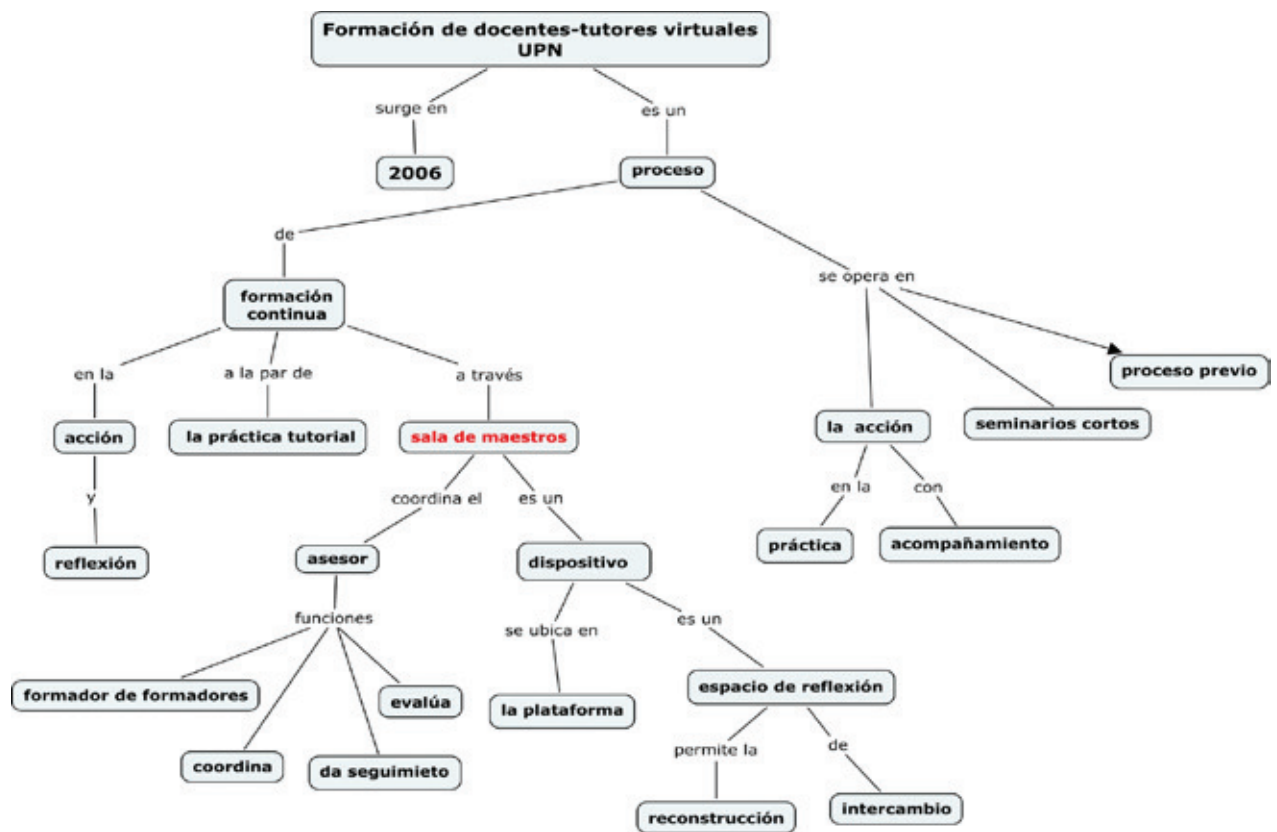 Formación de docentes-tutores virtuales
UPN
surge en
es un
2006
proceso
de
se opera en
formación
continua
en la
a la par de
a través
proceso previo
acción
la práctica tutorial
sala de maestros
la acción
seminarios cortos
y
coordina el
es un
en la
con
reflexión
asesor
dispositivo
práctica
acompañamiento
funciones
se ubica en
es un
formador de formadores
evalúa
la plataforma
espacio de reflexión
coordina
da seguimieto
permite la
de
reconstrucción
intercambio